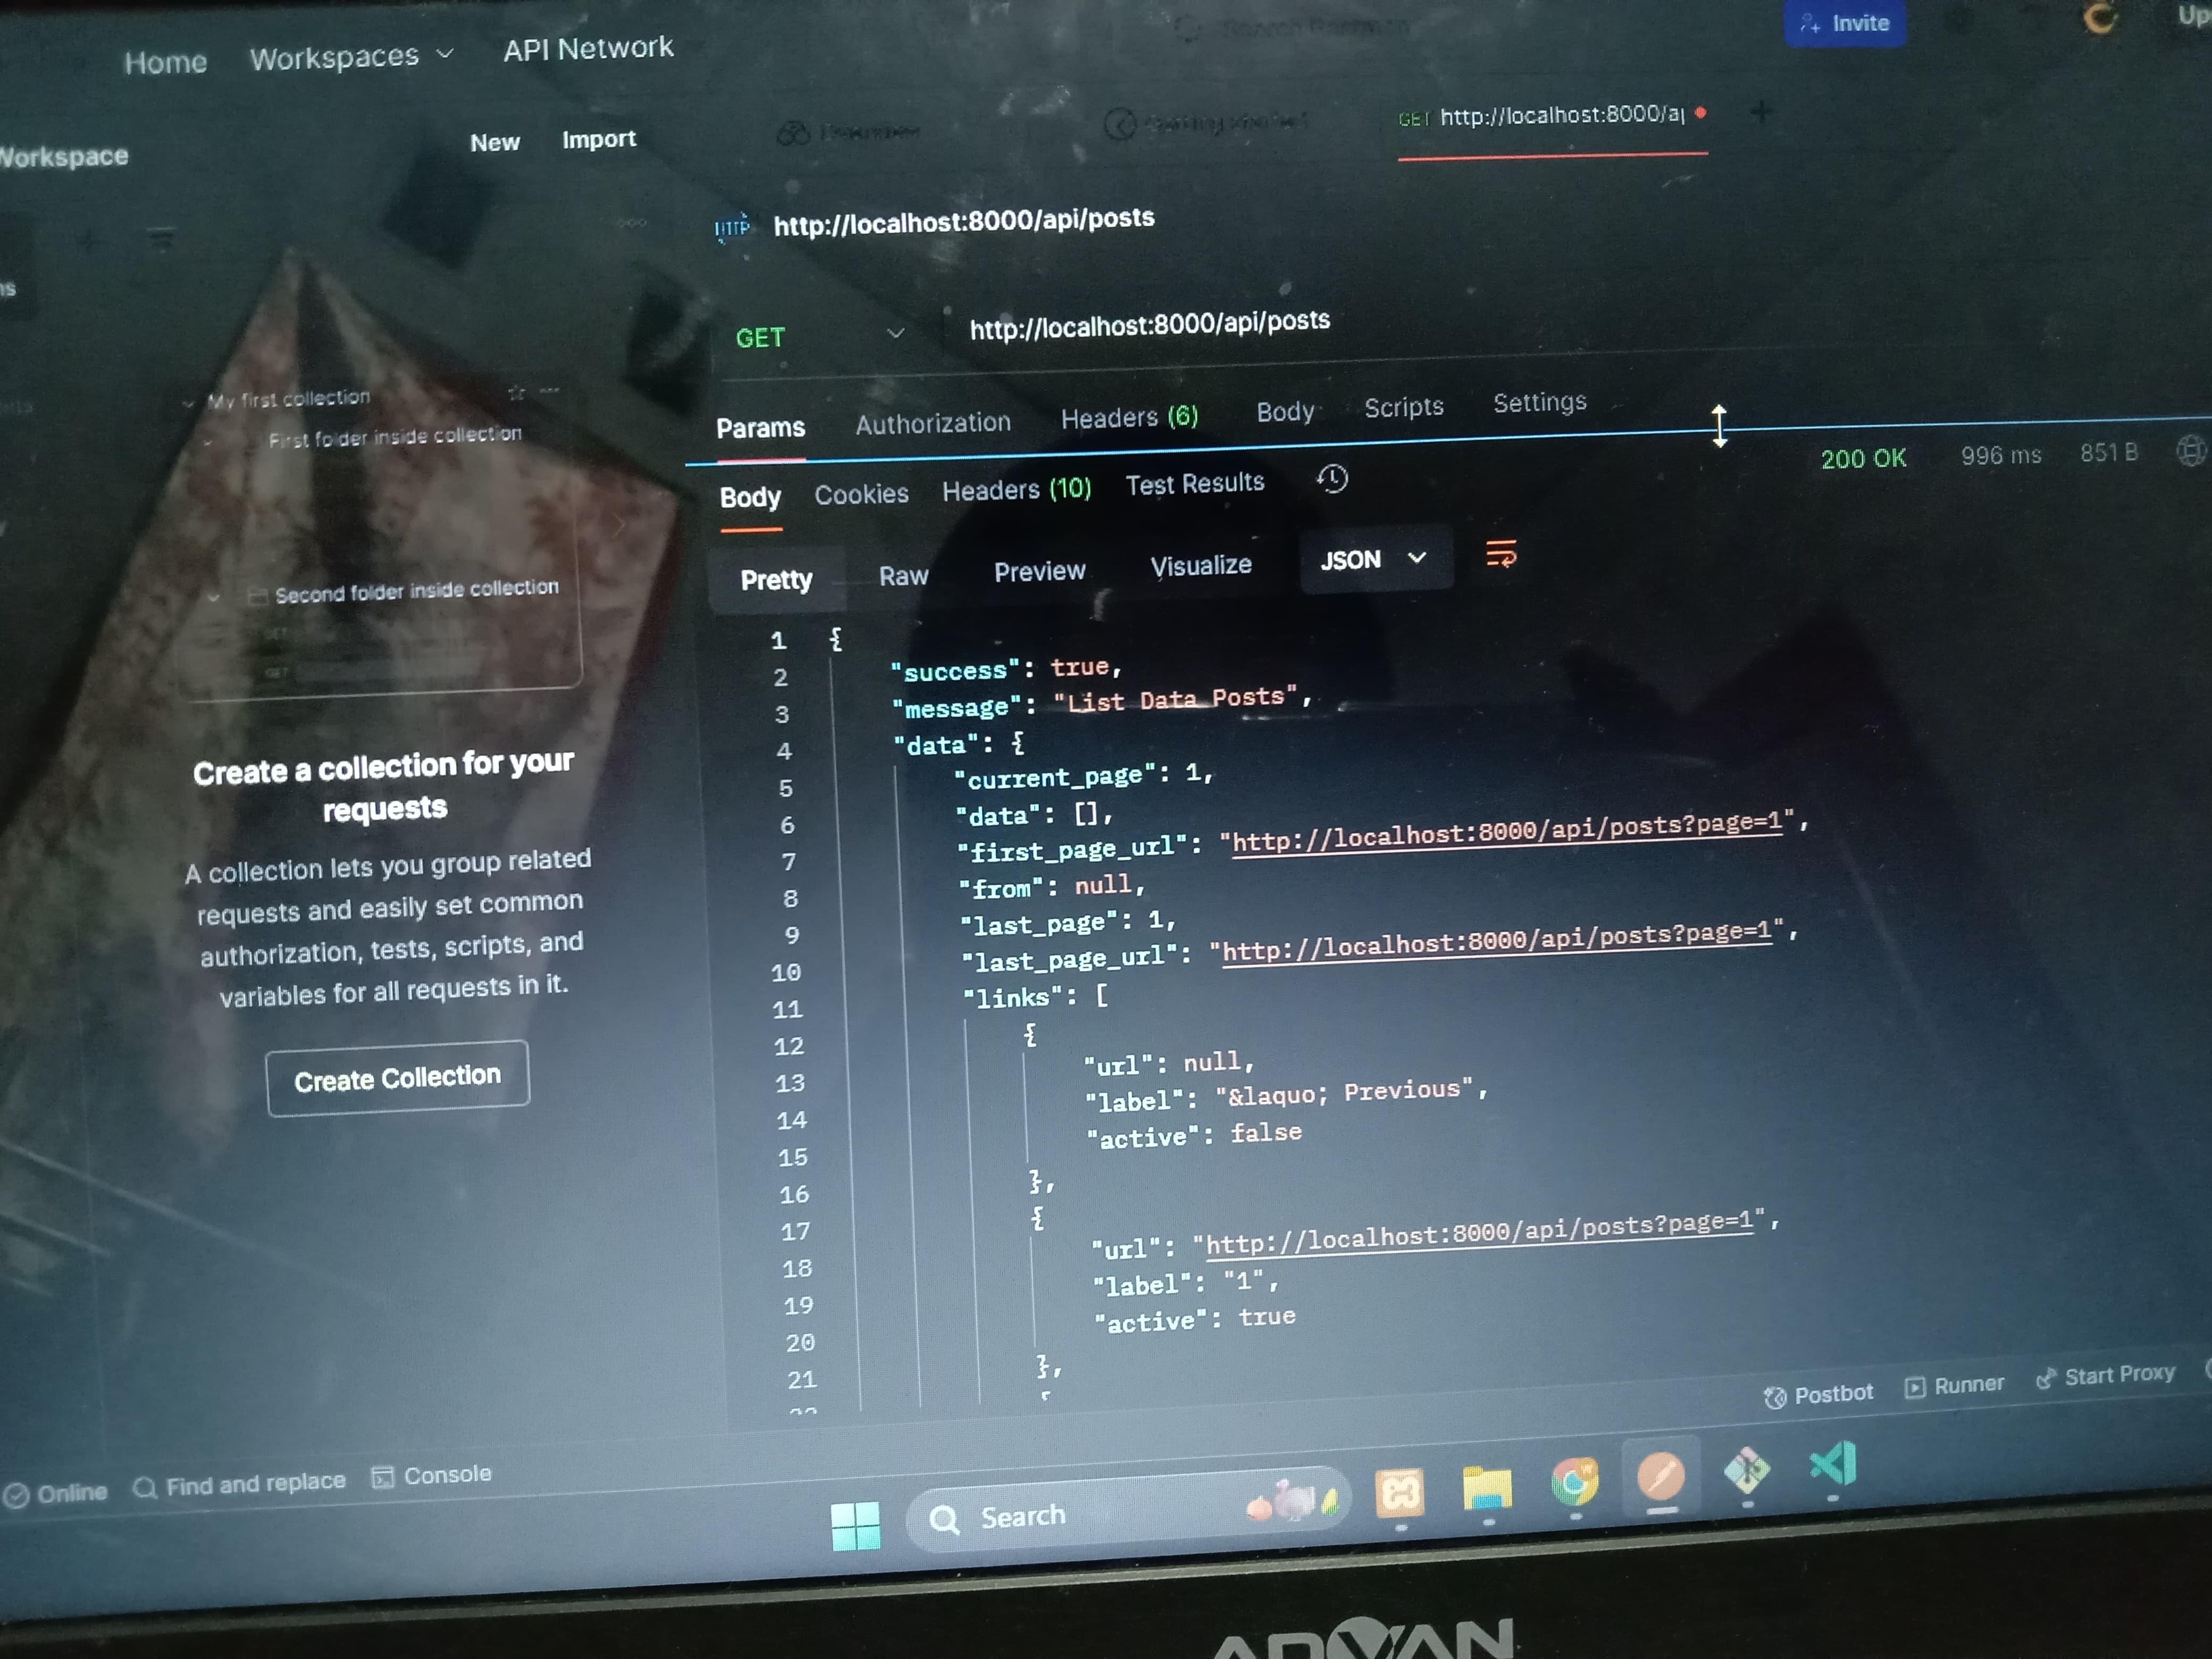 Home Workspaces API Network
Invite
Up
Workspace
New Import
GET http://localhost:8000/ap
HTTP http://localhost:8000/api/posts
GET http://localhost:8000/api/posts
Params Authorization Headers (6) Body Scripts Settings
200 OK 996 ms 851 B
Body Cookies Headers (10) Test Results
Pretty Raw Preview Visualize JSON
My first collection
First folder inside collection
Second folder inside collection
GET
GET
Create a collection for your
requests
A collection lets you group related
requests and easily set common
authorization, tests, scripts, and
variables for all requests in it.
Create Collection
1 {
2 "success": true,
3 "message": "List Data Posts",
4 "data": {
5 "current_page": 1,
6 "data": [],
7 "first_page_url": "http://localhost:8000/api/posts?page=1",
8 "from": null,
9 "last_page": 1,
10 "last_page_url": "http://localhost:8000/api/posts?page=1",
11 "links": [
12 {
13 "url": null,
14 "label": "&laquo; Previous",
15 "active": false
16 },
17 {
18 "url": "http://localhost:8000/api/posts?page=1",
19 "label": "1",
20 "active": true
21 },
Postbot Runner Start Proxy
Online Find and replace Console
Search
ADVAN